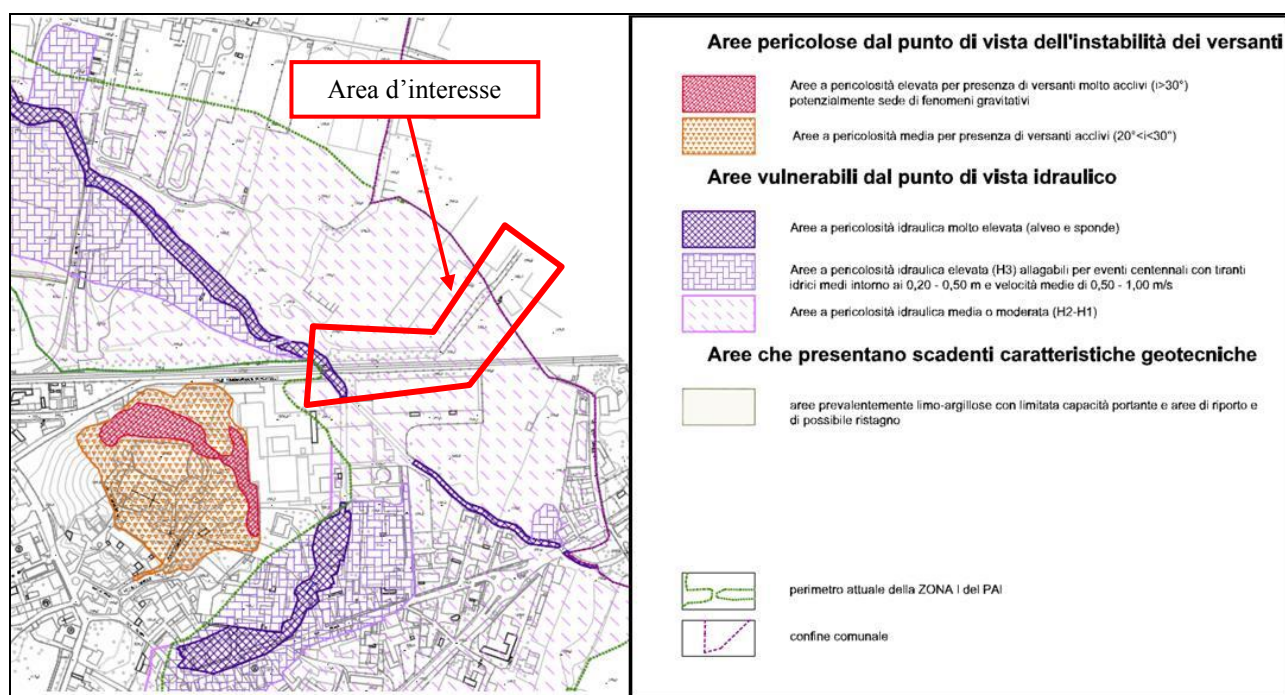 Area d’interesse
Aree pericolose dal punto di vista dell'instabilità dei versanti
Aree a pericolosità elevata per presenza di versanti molto acclivi (i>30°)
potenzialmente sede di fenomeni gravitativi
Aree a pericolosità media per presenza di versanti acclivi (20°<i<30°)
Aree vulnerabili dal punto di vista idraulico
Aree a pericolosità idraulica molto elevata (alveo e sponde)
Aree a pericolosità idraulica elevata (H3) allagabili per eventi centennali con tiranti
idrici medi intorno ai 0,20 - 0,50 m e velocità medie di 0,50 - 1,00 m/s
Aree a pericolosità idraulica media o moderata (H2-H1)
Aree che presentano scadenti caratteristiche geotecniche
aree prevalentemente limo-argillose con limitata capacità portante e aree di riporto e
di possibile ristagno
perimetro attuale della ZONA I del PAI
confine comunale